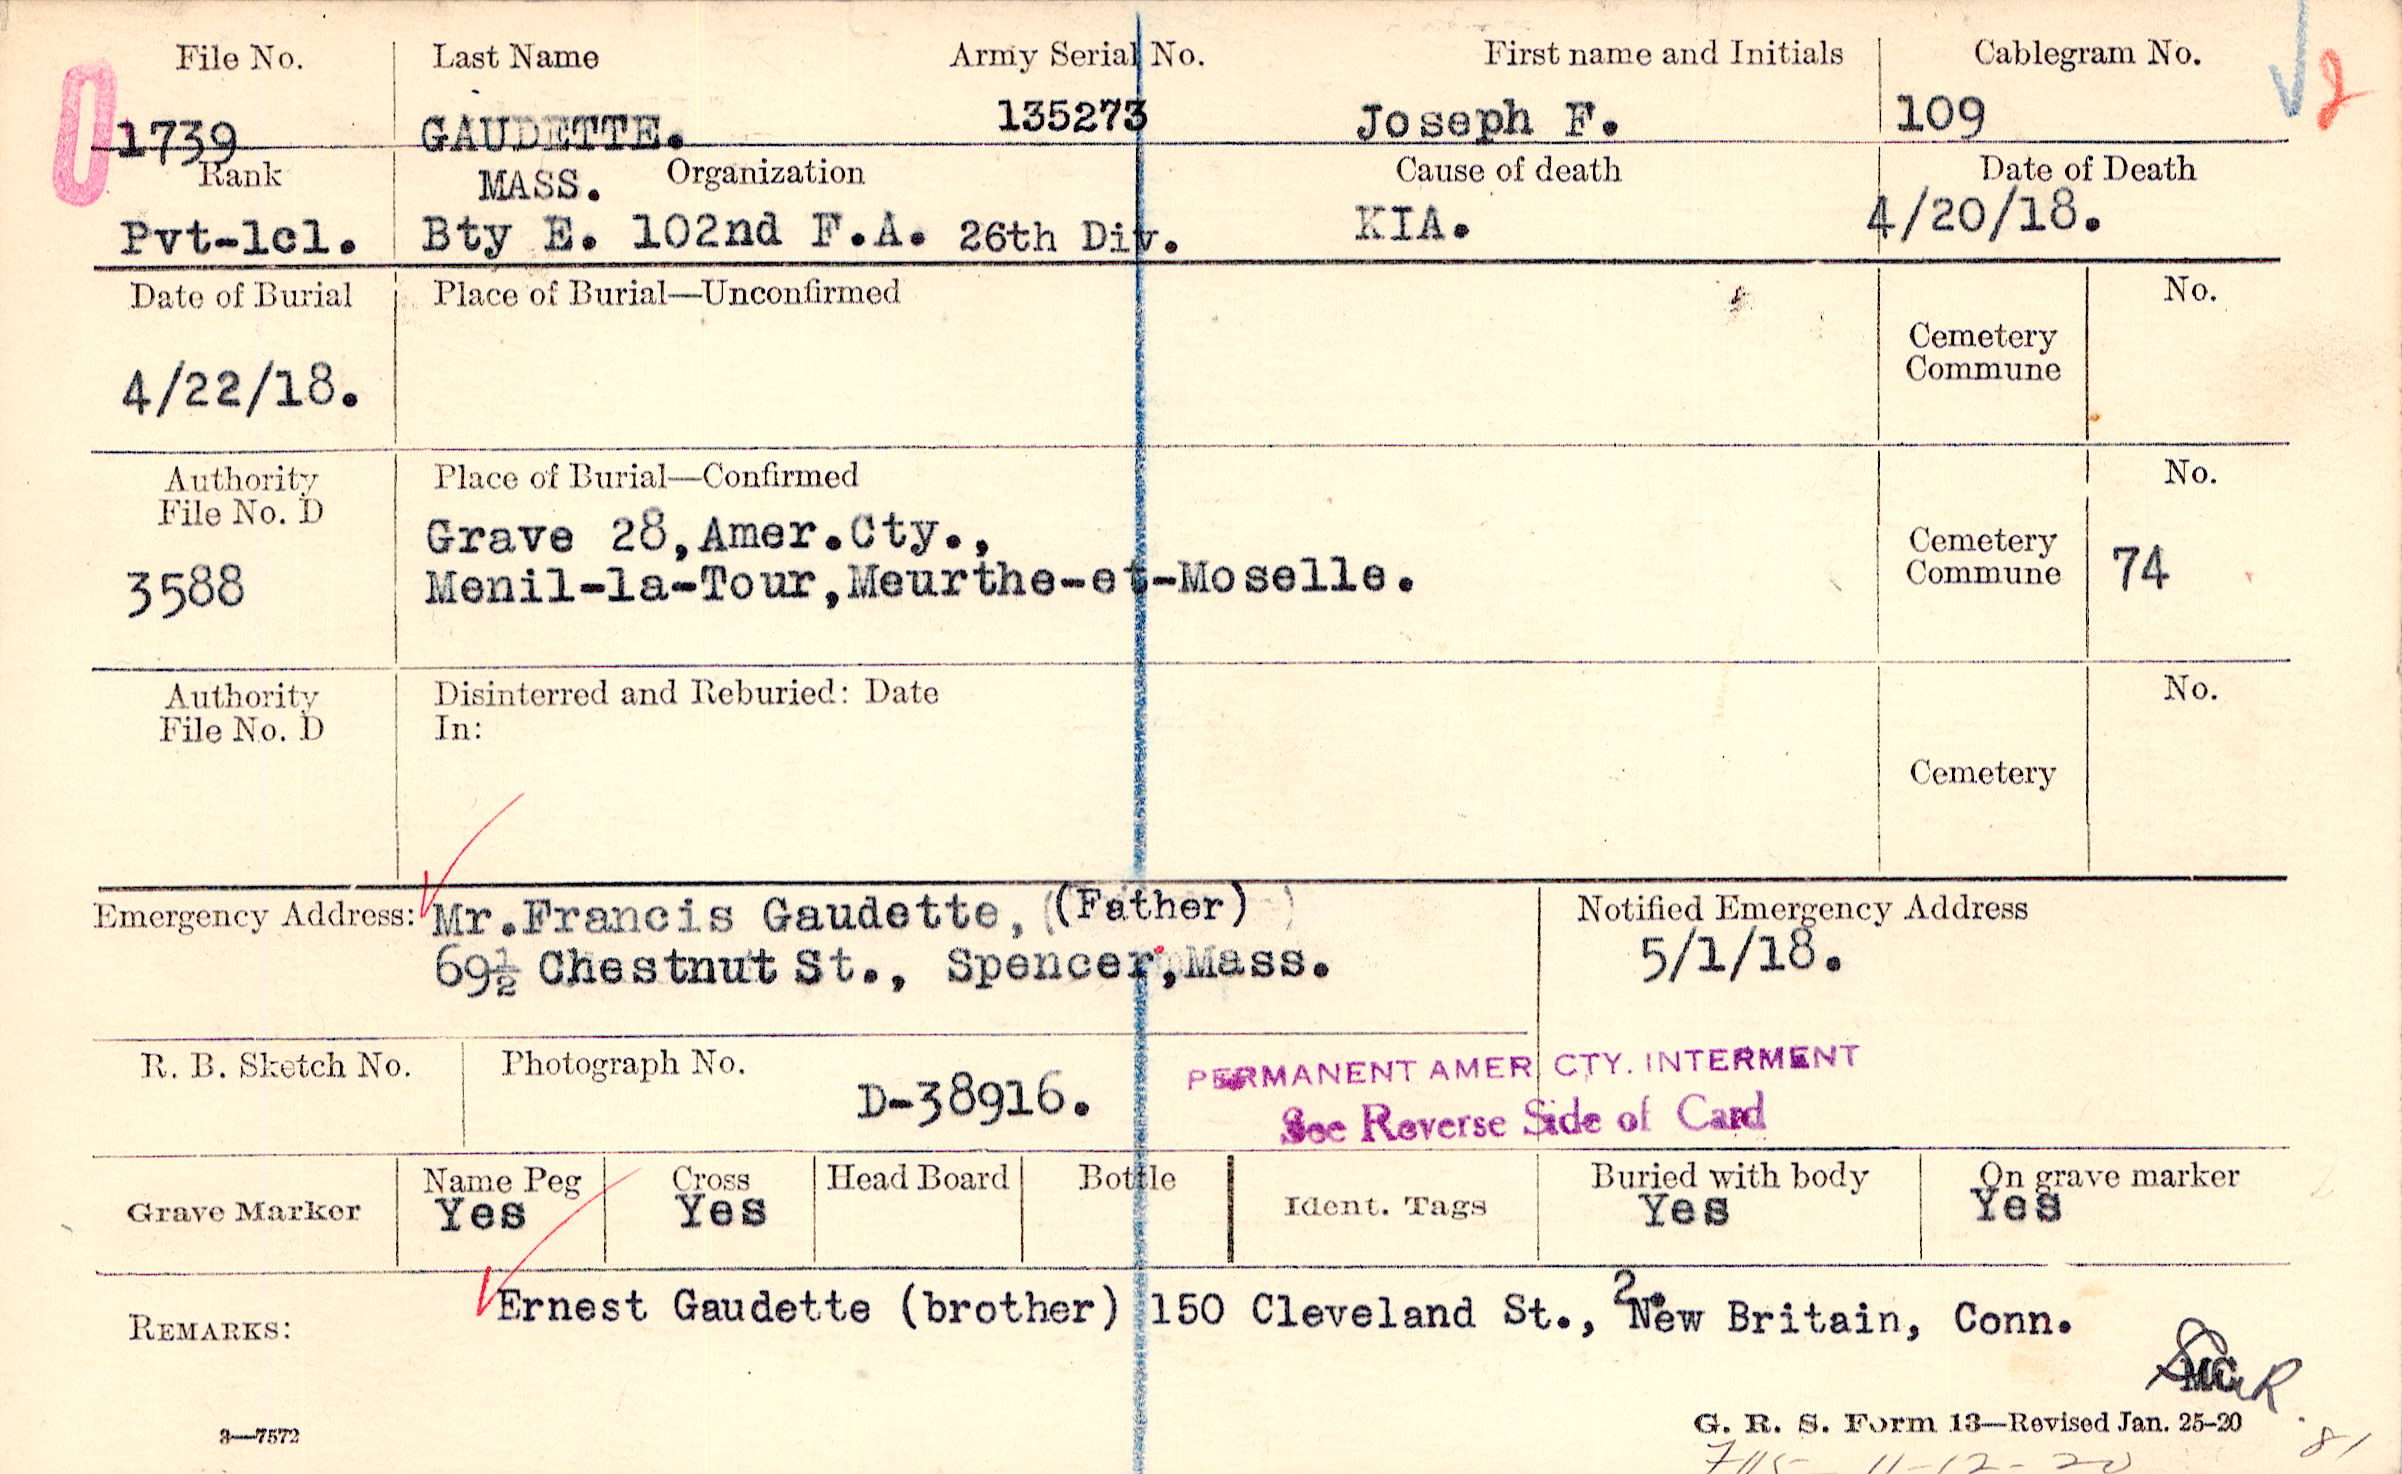 File No. Last Name Army Serial No. First name and Initials Cablegram No.
1739 GAUDETTE. 135273 Joseph F. 109 2
Rank MASS. Organization Cause of death Date of Death
Pvt-1cl. Bty E. 102nd F.A. 26th Div. KIA. 4/20/18.
Date of Burial Place of Burial—Unconfirmed No.
4/22/18. Cemetery
Commune
Authority Place of Burial—Confirmed No.
File No. D
Grave 28,Amer.Cty., Cemetery
3588 Menil-la-Tour,Meurthe-et-Moselle. Commune 74
Authority Disinterred and Reburied: Date No.
File No. D In:
Cemetery
Emergency Address: Mr.Francis Gaudette, (Father) Notified Emergency Address
69½ Chestnut St., Spencer,Mass. 5/1/18.
R. B. Sketch No. Photograph No. PERMANENT AMER CTY. INTERMENT
D-38916. See Reverse Side of Card
Name Peg Cross Head Board Bottle Buried with body On grave marker
Grave Marker Yes Yes Ident. Tags Yes Yes
REMARKS: Ernest Gaudette (brother) 150 Cleveland St., 2 New Britain, Conn.
MC
3—7572 G. R. S. Form 13—Revised Jan. 25-20
11-12-20 81